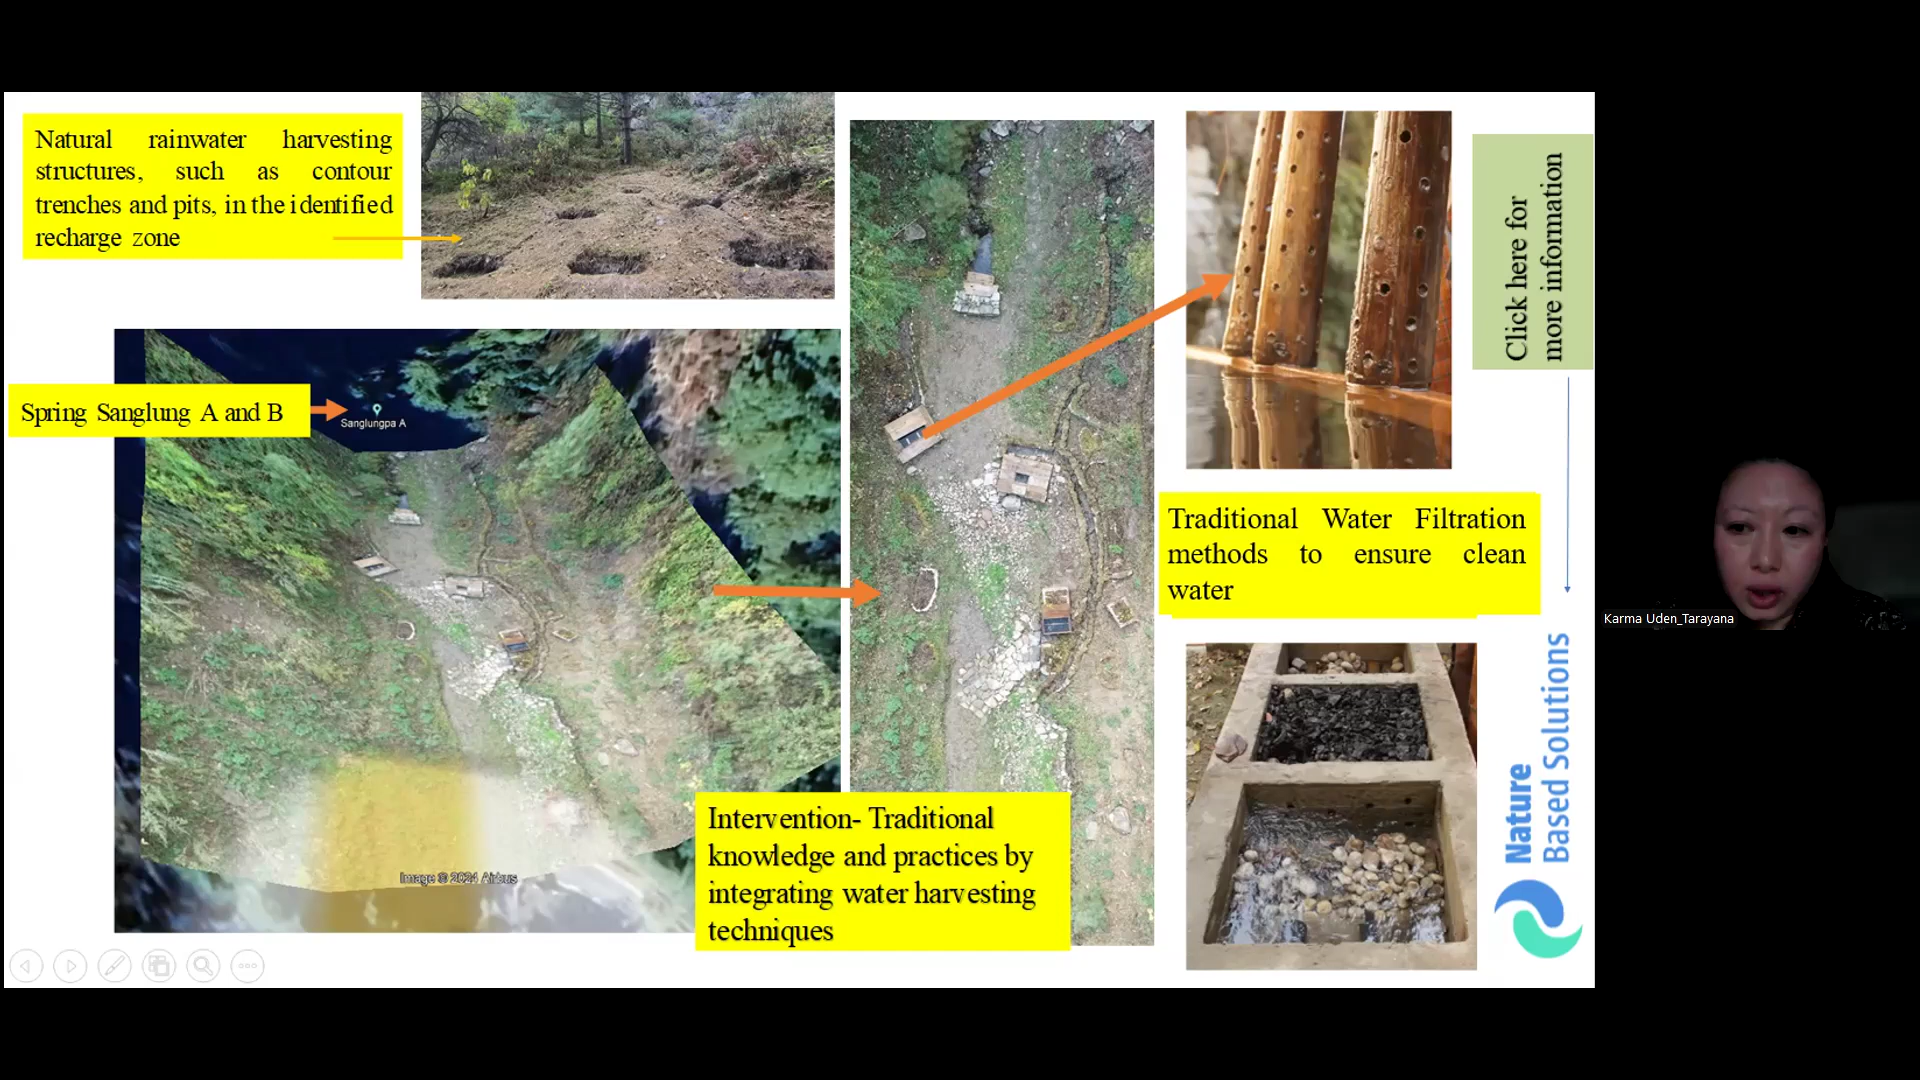 Natural rainwater harvesting
structures, such as contour
trenches and pits, in the identified
recharge zone
Spring Sanglung A and B
Sanglungpa A
Image © 2024 Airbus
Intervention- Traditional
knowledge and practices by
integrating water harvesting
techniques
Traditional Water Filtration
methods to ensure clean
water
Click here for
more information
Nature
Based Solutions
Karma Uden_Tarayana